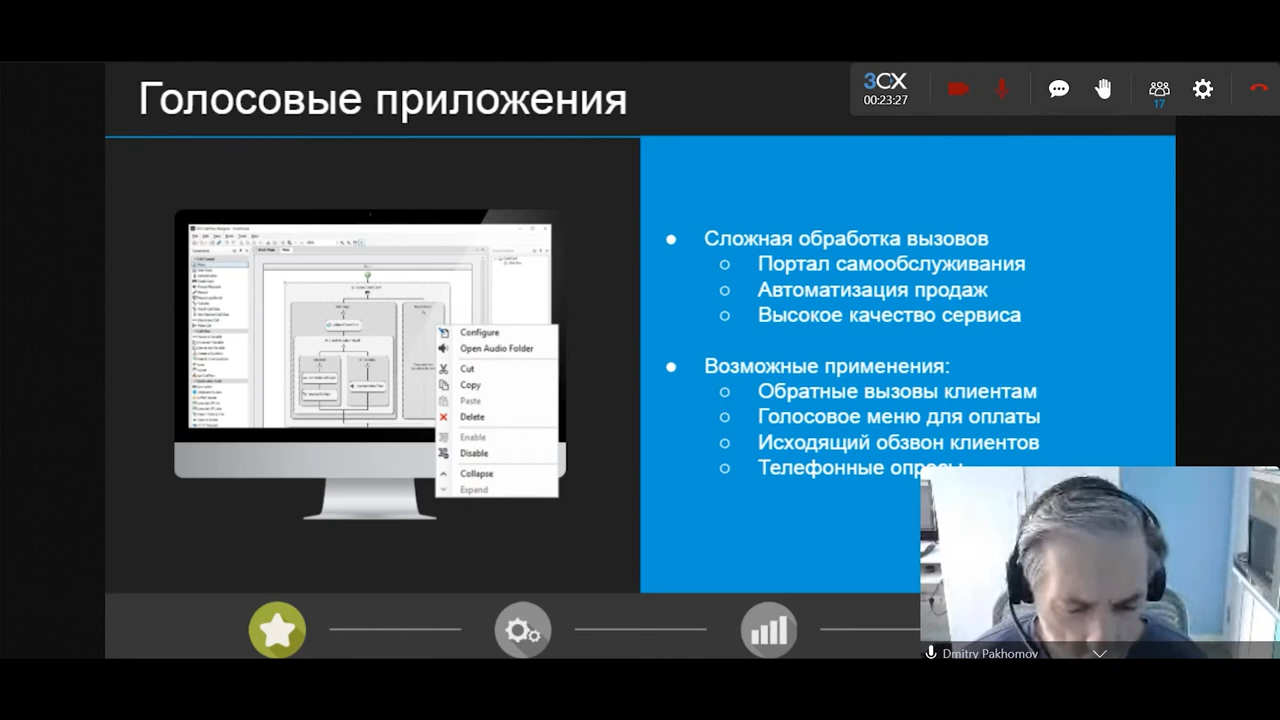 Голосовые приложения
3CX
00:23:27
17
Сложная обработка вызовов
Портал самообслуживания
Автоматизация продаж
Высокое качество сервиса
Возможные применения:
Обратные вызовы клиентам
Голосовое меню для оплаты
Исходящий обзвон клиентов
Телефонные опросы
Configure
Open Audio Folder
Cut
Copy
Paste
Delete
Enable
Disable
Collapse
Expand
Dmitry Pakhomov